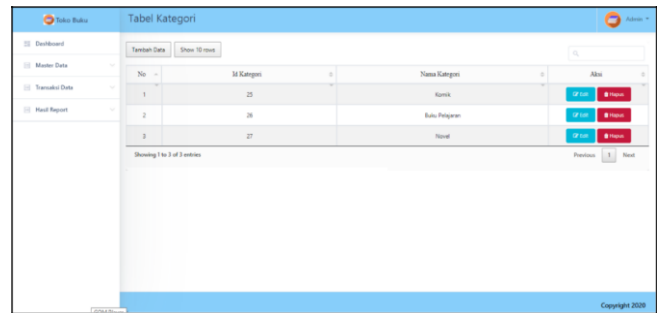 Toko Buku
Tabel Kategori
Admin
Dashboard
Master Data
Transaksi Data
Hasil Report
Tambah Data Show 10 rows
No Id Kategori Nama Kategori Aksi
1 25 Komik Edit Hapus
2 26 Buku Pelajaran Edit Hapus
3 27 Novel Edit Hapus
Showing 1 to 3 of 3 entries
Previous 1 Next
Copyright 2020